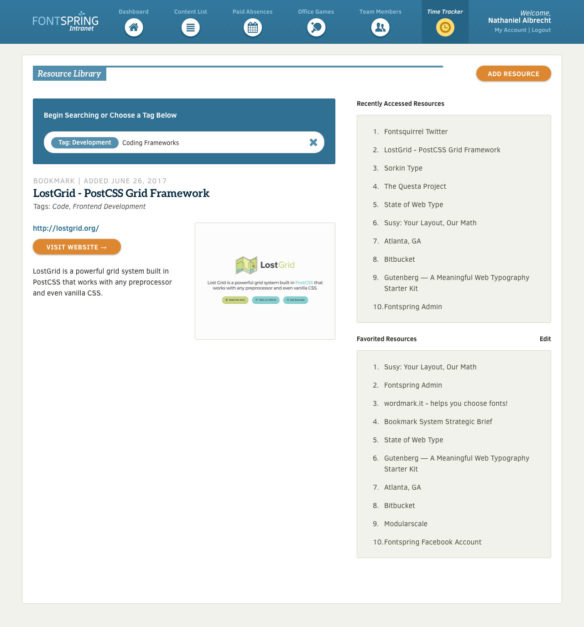 FONTSPRING
Intranet
Dashboard
Content List
Paid Absences
Office Games
Team Members
Time Tracker
Welcome,
Nathaniel Albrecht
My Account | Logout
Resource Library
ADD RESOURCE
Begin Searching or Choose a Tag Below
Tag: Development Coding Frameworks
BOOKMARK | ADDED JUNE 26, 2017
LostGrid - PostCSS Grid Framework
Tags: Code, Frontend Development
http://lostgrid.org/
VISIT WEBSITE →
LostGrid is a powerful grid system built in
PostCSS that works with any preprocessor
and even vanilla CSS.
LostGrid
Lost Grid is a powerful grid system built in PostCSS that
works with any preprocessor and even vanilla CSS.
Recently Accessed Resources
1. Fontsquirrel Twitter
2. LostGrid - PostCSS Grid Framework
3. Sorkin Type
4. The Questa Project
5. State of Web Type
6. Susy: Your Layout, Our Math
7. Atlanta, GA
8. Bitbucket
9. Gutenberg — A Meaningful Web Typography
Starter Kit
10. Fontspring Admin
Favorited Resources
Edit
1. Susy: Your Layout, Our Math
2. Fontspring Admin
3. wordmark.it - helps you choose fonts!
4. Bookmark System Strategic Brief
5. State of Web Type
6. Gutenberg — A Meaningful Web Typography
Starter Kit
7. Atlanta, GA
8. Bitbucket
9. Modularscale
10. Fontspring Facebook Account